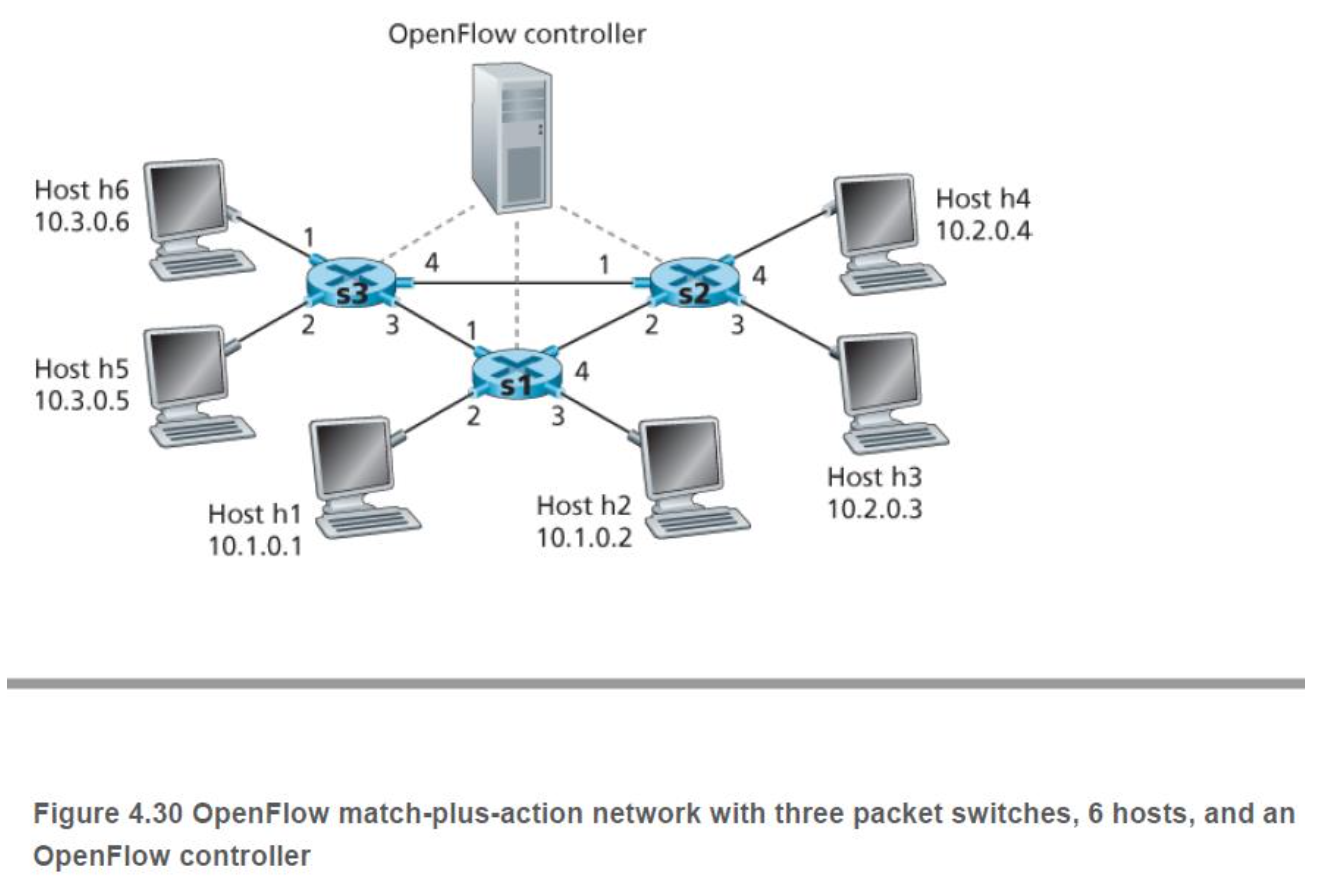 OpenFlow controller
Host h6
10.3.0.6
Host h4
10.2.0.4
1
4
1
4
s3
s2
2
3
1
2
3
Host h5
10.3.0.5
s1
4
2
3
Host h3
10.2.0.3
Host h1
10.1.0.1
Host h2
10.1.0.2
Figure 4.30 OpenFlow match-plus-action network with three packet switches, 6 hosts, and an
OpenFlow controller